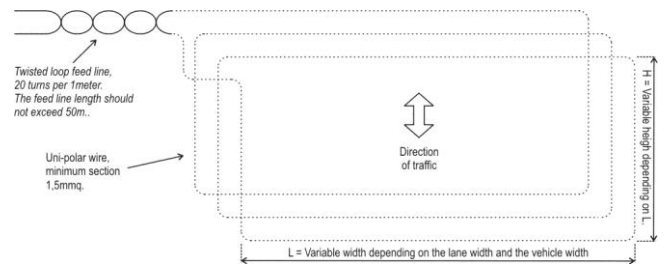 Twisted loop feed line,
20 turns per 1meter.
The feed line length should
not exceed 50m..
Uni-polar wire,
minimum section
1,5mmq.
Direction
of traffic
H = Variable heigh depending on L.
L = Variable width depending on the lane width and the vehicle width